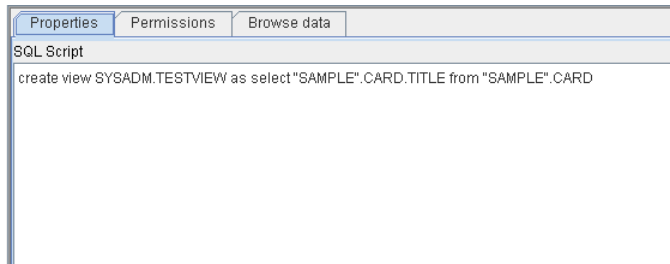 Properties Permissions Browse data
SQL Script
create view SYSADM.TESTVIEW as select "SAMPLE".CARD.TITLE from "SAMPLE".CARD